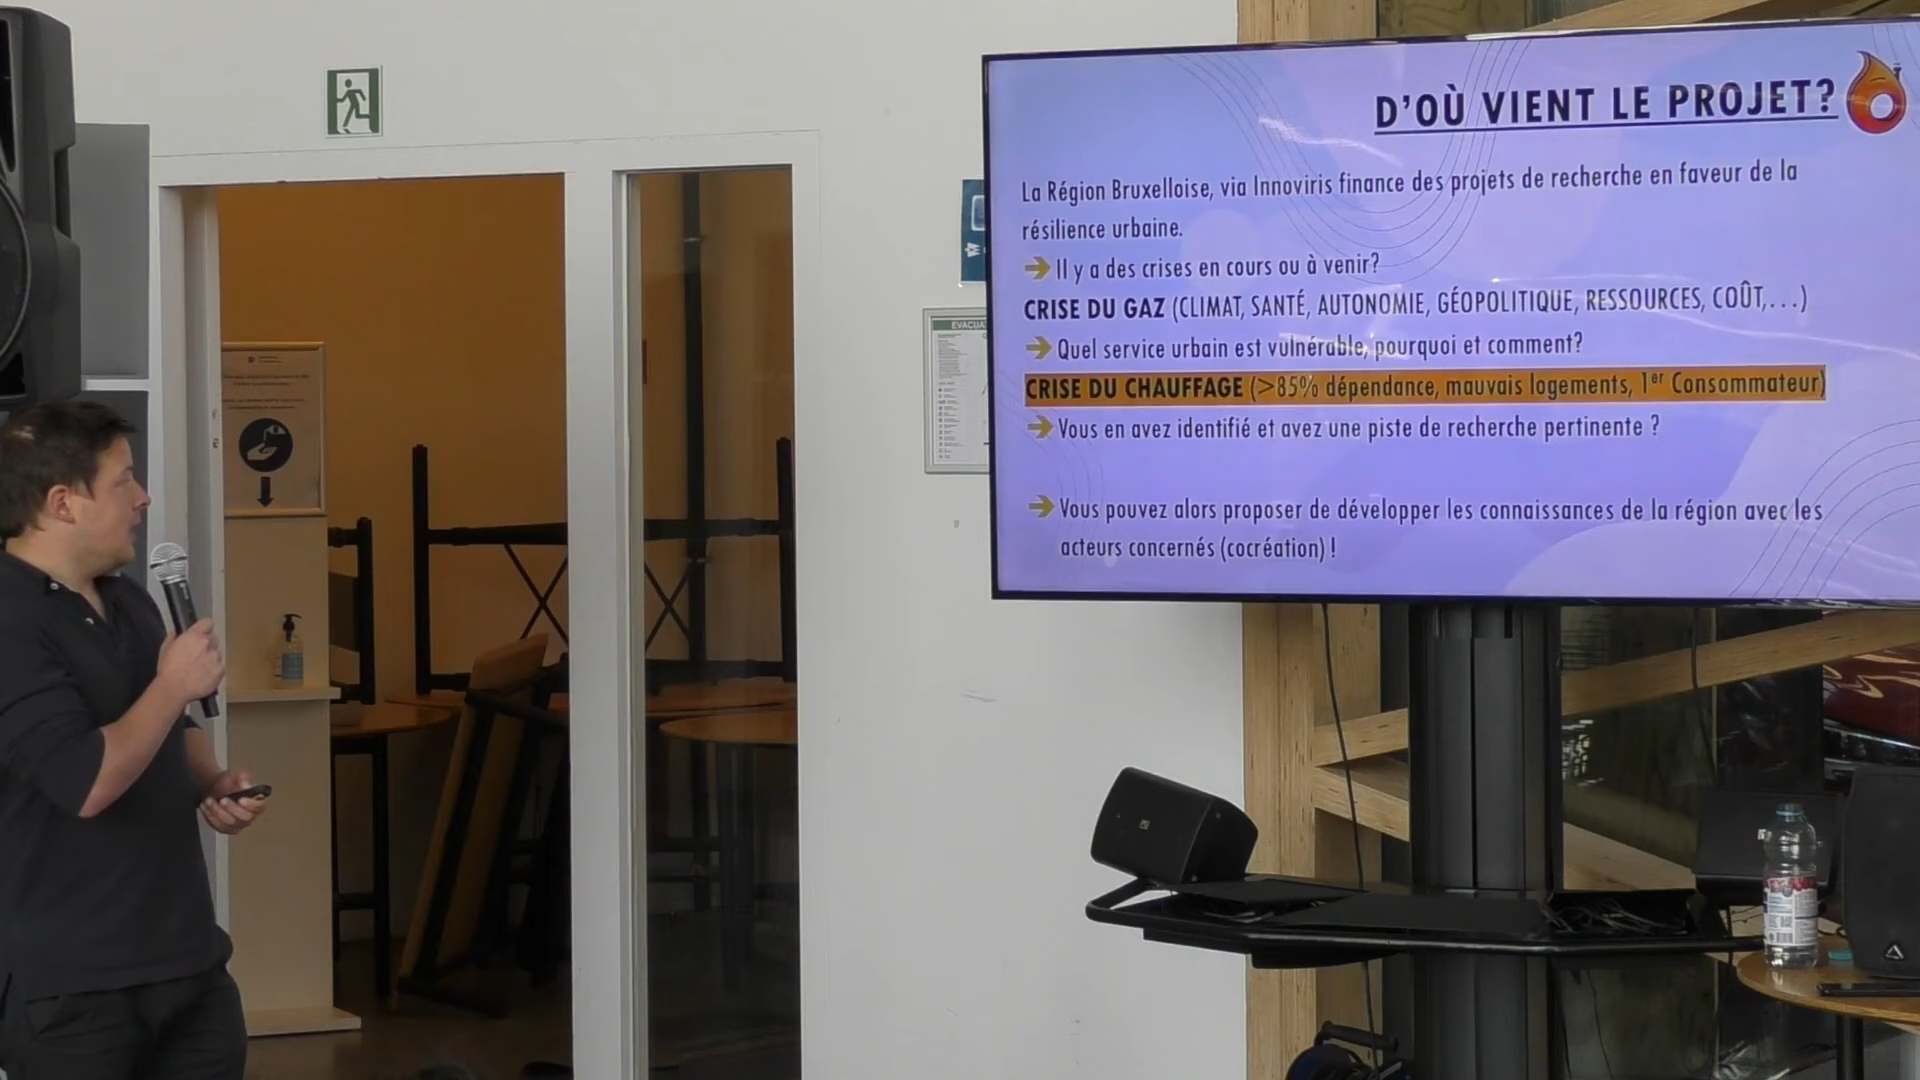 D'OÙ VIENT LE PROJET?
La Région Bruxelloise, via Innoviris finance des projets de recherche en faveur de la
résilience urbaine.
Il y a des crises en cours ou à venir?
CRISE DU GAZ (CLIMAT, SANTÉ, AUTONOMIE, GÉOPOLITIQUE, RESSOURCES, COÛT,...)
Quel service urbain est vulnérable, pourquoi et comment?
CRISE DU CHAUFFAGE (>85% dépendance, mauvais logements, 1er Consommateur)
Vous en avez identifié et avez une piste de recherche pertinente ?
Vous pouvez alors proposer de développer les connaissances de la région avec les
acteurs concernés (cocréation) !